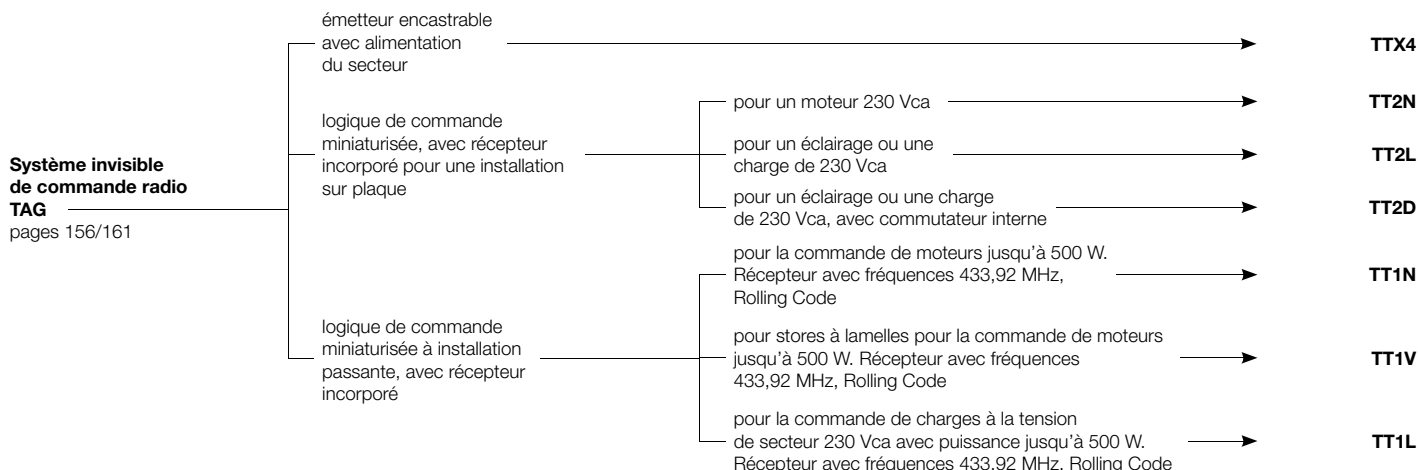 émetteur encastrable
avec alimentation
du secteur
TTX4
Système invisible
de commande radio
TAG
pages 156/161
logique de commande
miniaturisée, avec récepteur
incorporé pour une installation
sur plaque
pour un moteur 230 Vca
TT2N
pour un éclairage ou une
charge de 230 Vca
TT2L
pour un éclairage ou une charge
de 230 Vca, avec commutateur interne
TT2D
logique de commande
miniaturisée à installation
passante, avec récepteur
incorporé
pour la commande de moteurs jusqu'à 500 W.
Récepteur avec fréquences 433,92 MHz,
Rolling Code
TT1N
pour stores à lamelles pour la commande de moteurs
jusqu'à 500 W. Récepteur avec fréquences
433,92 MHz, Rolling Code
TT1V
pour la commande de charges à la tension
de secteur 230 Vca avec puissance jusqu'à 500 W.
Récepteur avec fréquences 433,92 MHz, Rolling Code
TT1L